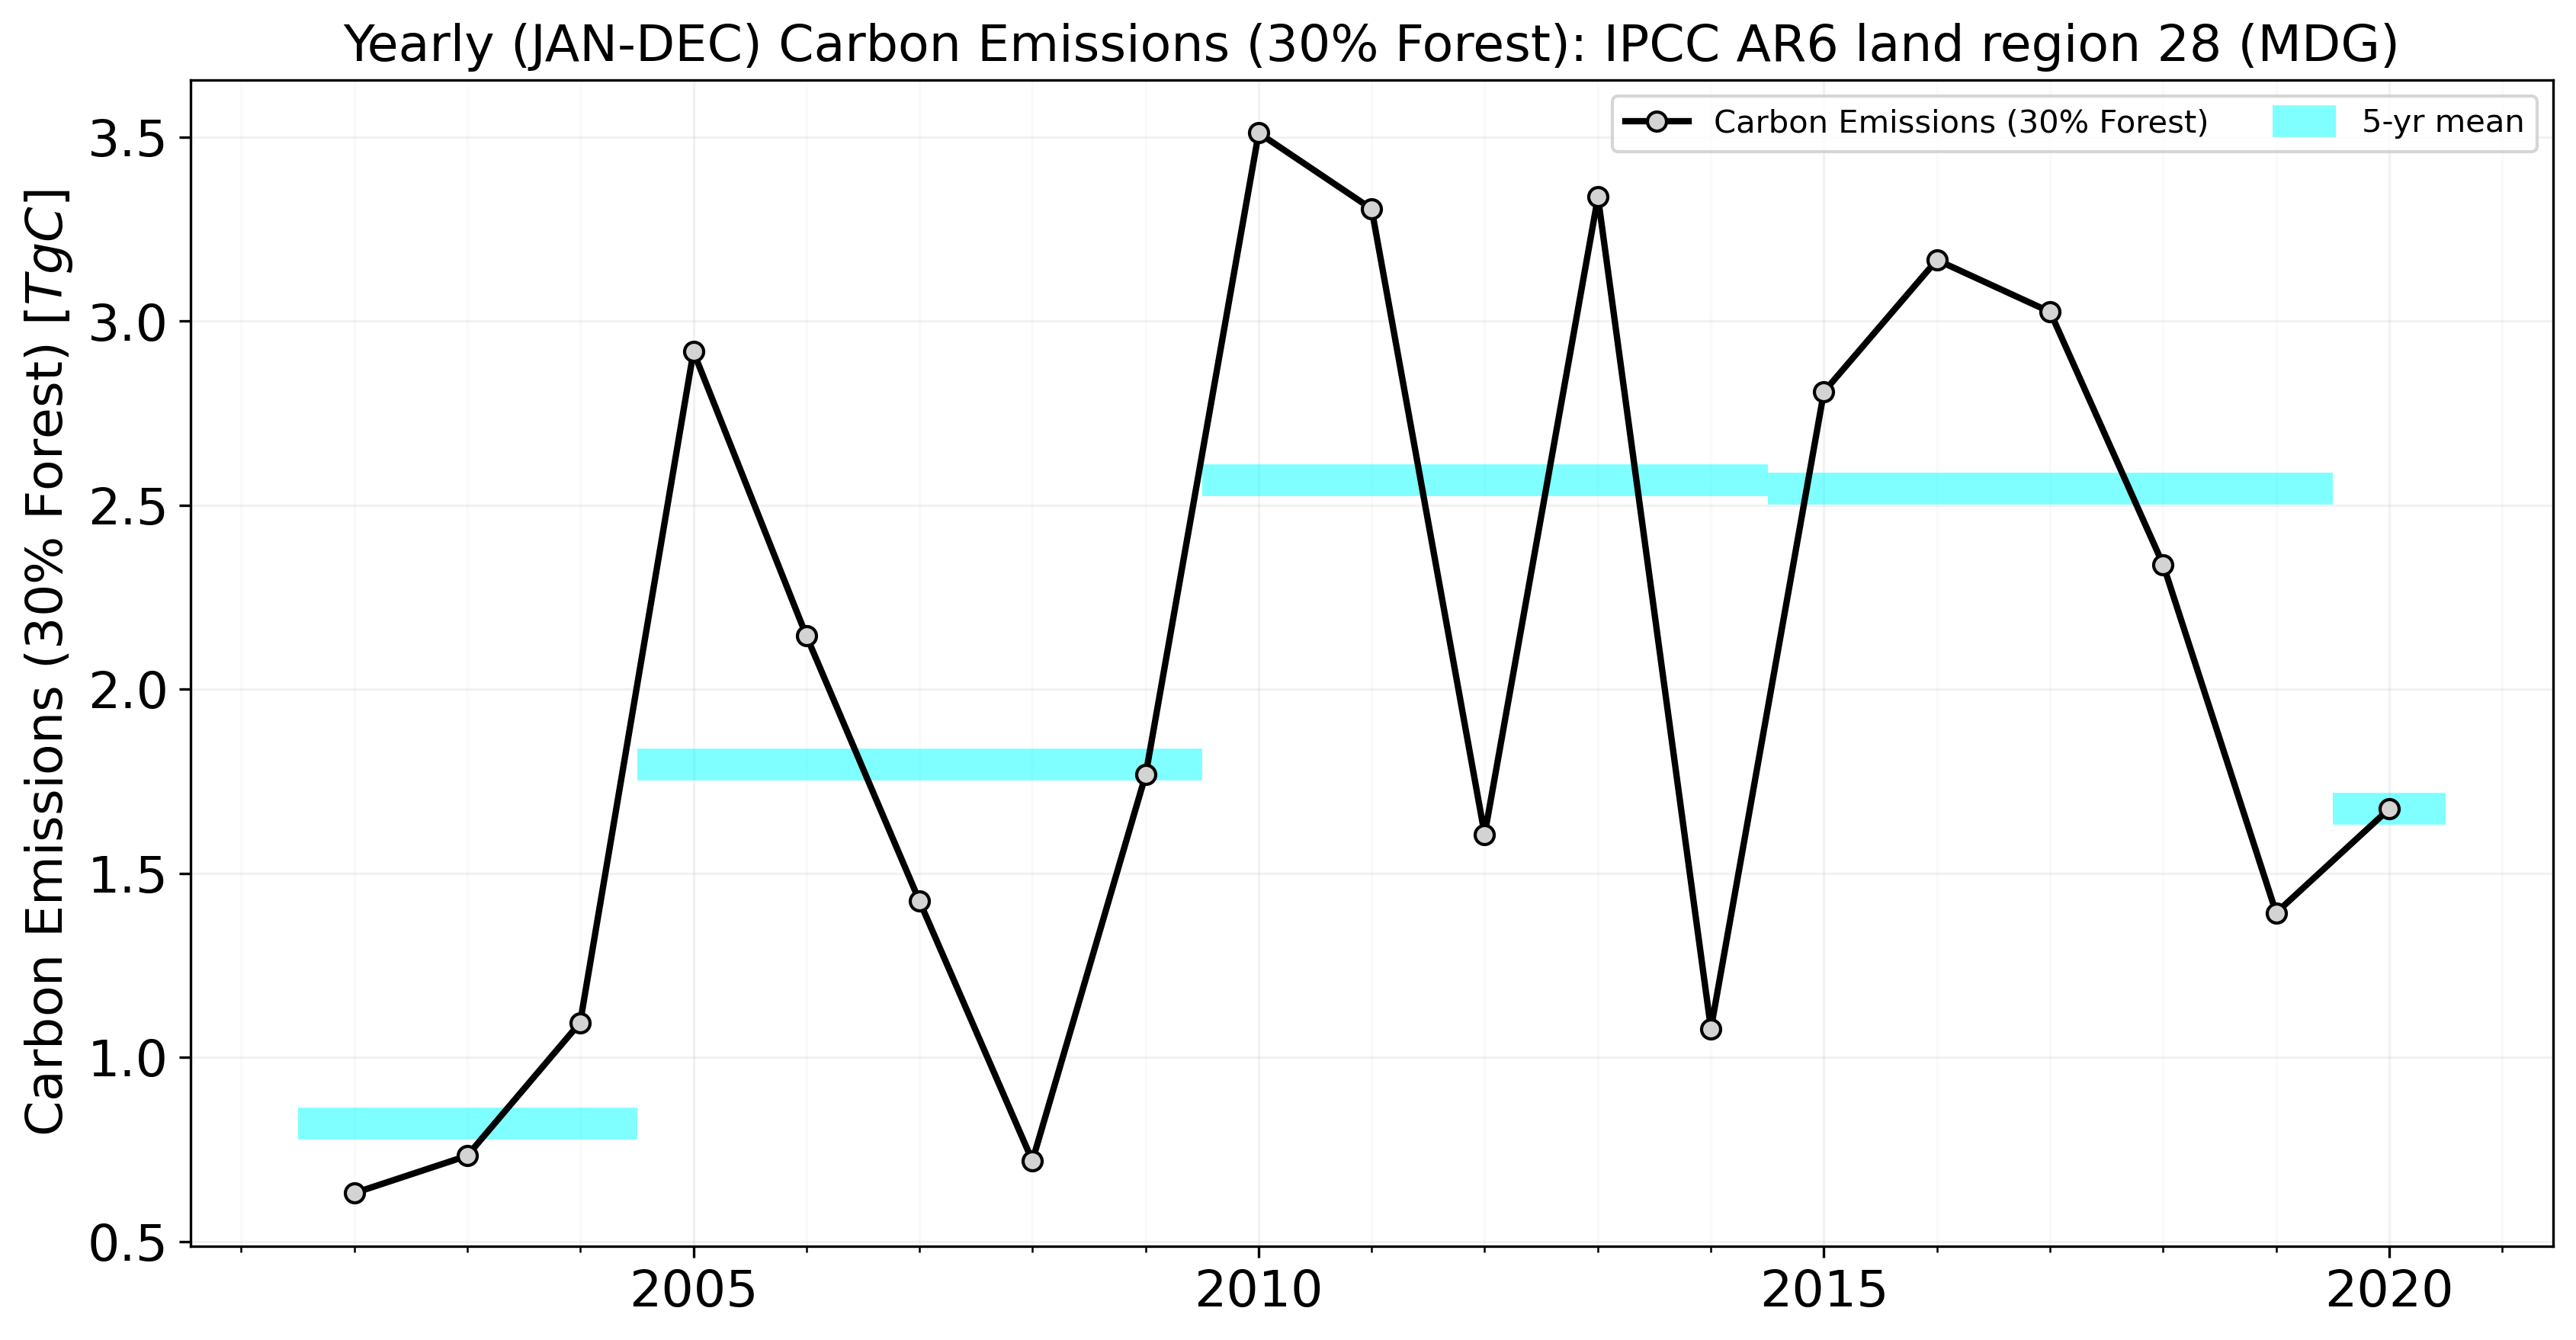 Yearly (JAN-DEC) Carbon Emissions (30% Forest): IPCC AR6 land region 28 (MDG)
Carbon Emissions (30% Forest)
5-yr mean
Carbon Emissions (30% Forest) [TgC]
3.5
3.0
2.5
2.0
1.5
1.0
0.5
2005 2010 2015 2020